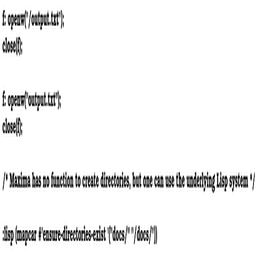 f: openw("/output.txt");
close(f);
f: openw("output.txt");
close(f);
/* Maxima has no function to create directories, but one can use the underlying Lisp system */
:lisp (mapcar #'ensure-directories-exist '("docs/" "/docs/"))